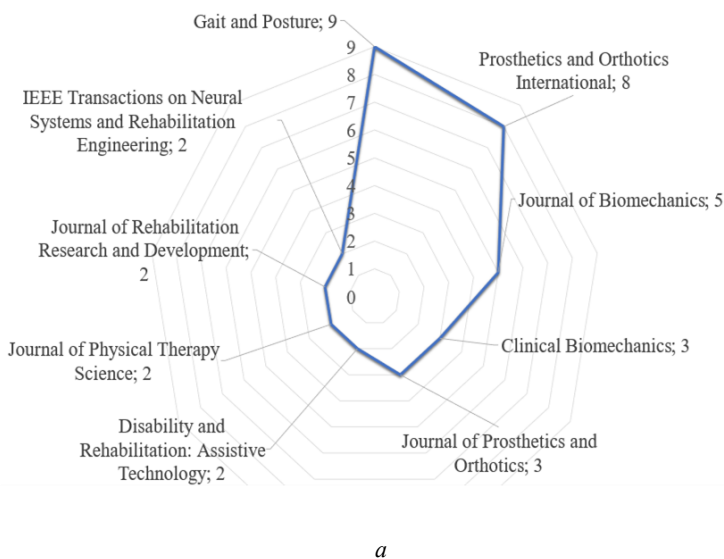 Gait and Posture; 9
Prosthetics and Orthotics
International; 8
Journal of Biomechanics; 5
Clinical Biomechanics; 3
Journal of Prosthetics and
Orthotics; 3
Disability and
Rehabilitation: Assistive
Technology; 2
Journal of Physical Therapy
Science; 2
Journal of Rehabilitation
Research and Development;
2
IEEE Transactions on Neural
Systems and Rehabilitation
Engineering; 2
9
8
7
6
5
4
3
2
1
0
a